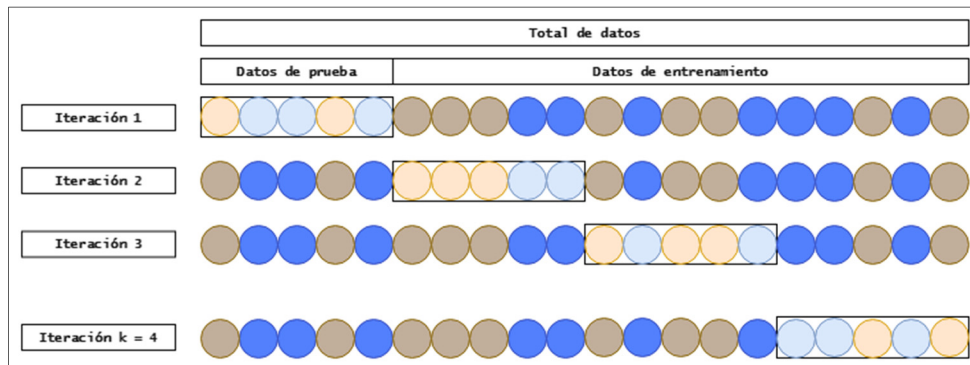 Total de datos
Datos de prueba
Datos de entrenamiento
Iteración 1
Iteración 2
Iteración 3
Iteración k = 4